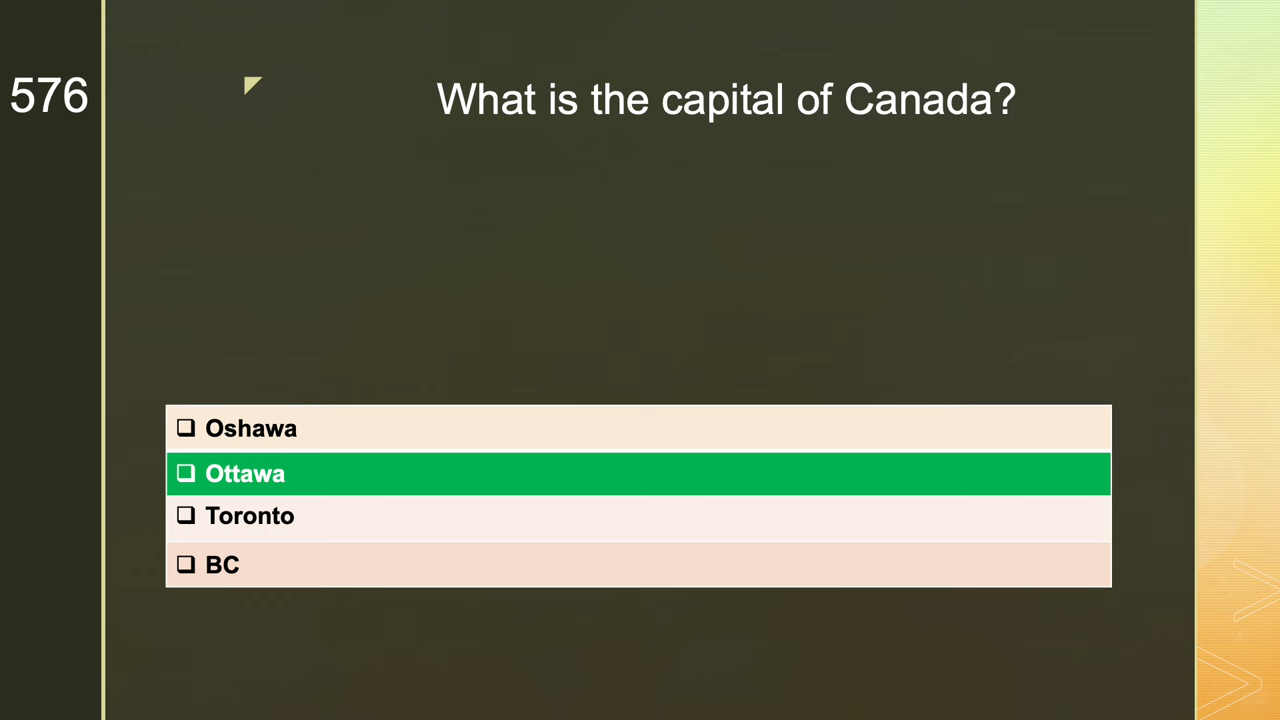 576
What is the capital of Canada?
❑ Oshawa
❑ Ottawa
❑ Toronto
❑ BC